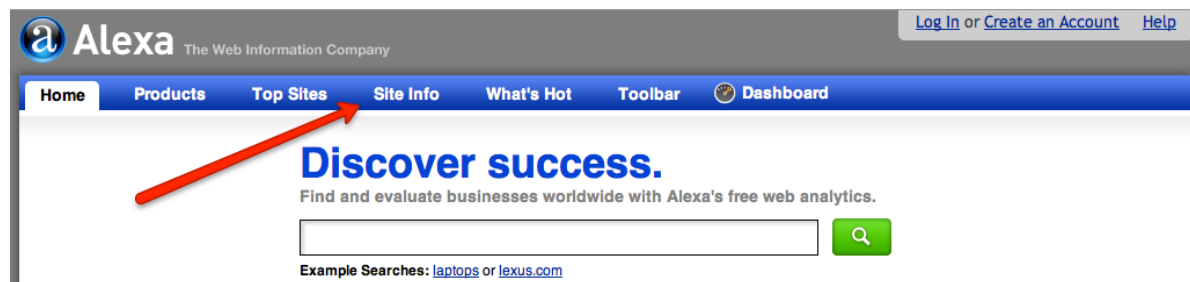 Log In or Create an Account Help
a Alexa The Web Information Company
Home Products Top Sites Site Info What's Hot Toolbar Dashboard
Discover success.
Find and evaluate businesses worldwide with Alexa's free web analytics.
Example Searches: laptops or lexus.com